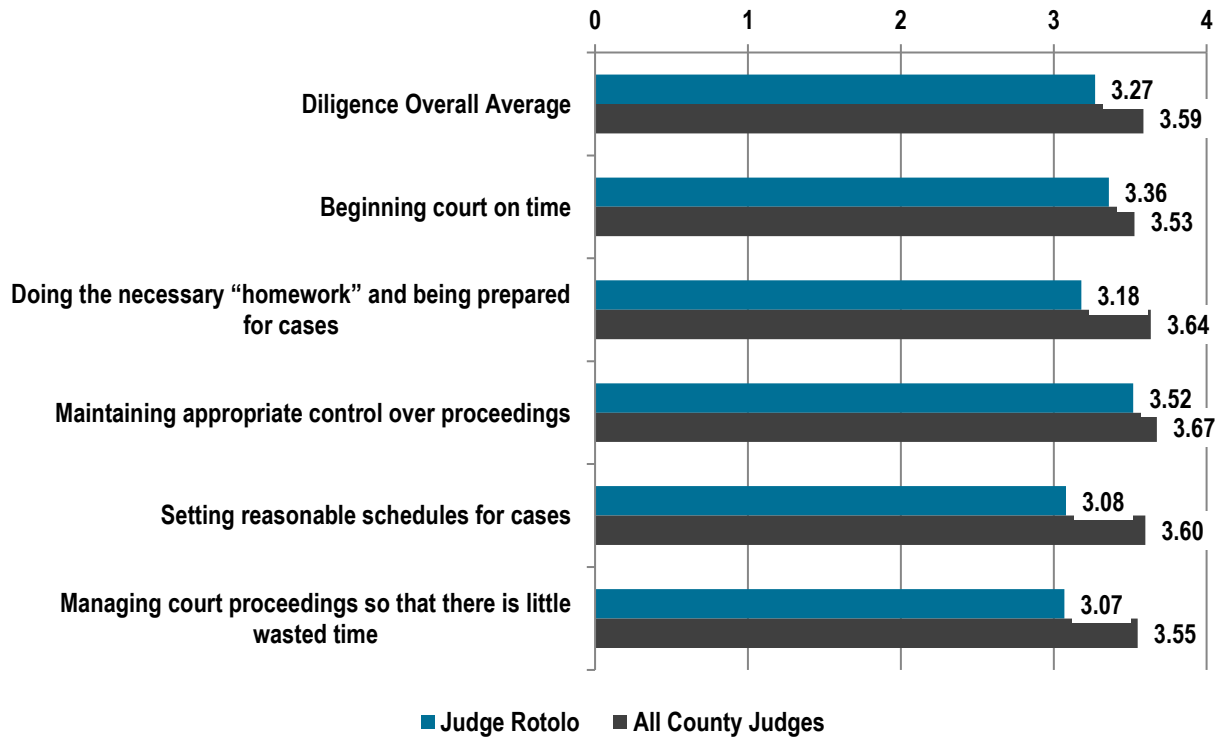 0 1 2 3 4
Diligence Overall Average
3.27
3.59
Beginning court on time
3.36
3.53
Doing the necessary “homework” and being prepared
for cases
3.18
3.64
Maintaining appropriate control over proceedings
3.52
3.67
Setting reasonable schedules for cases
3.08
3.60
Managing court proceedings so that there is little
wasted time
3.07
3.55
Judge Rotolo All County Judges